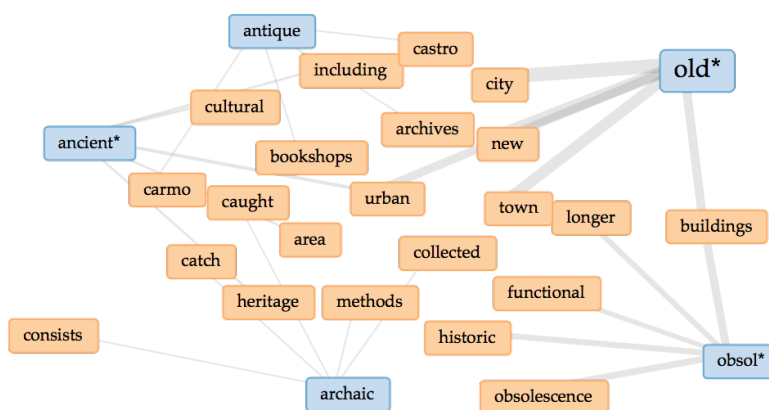 antique
castro
old*
including
city
cultural
archives
new
ancient*
bookshops
carmo
caught
urban
town
longer
buildings
area
collected
catch
heritage
methods
functional
consists
historic
obsol*
archaic
obsolescence